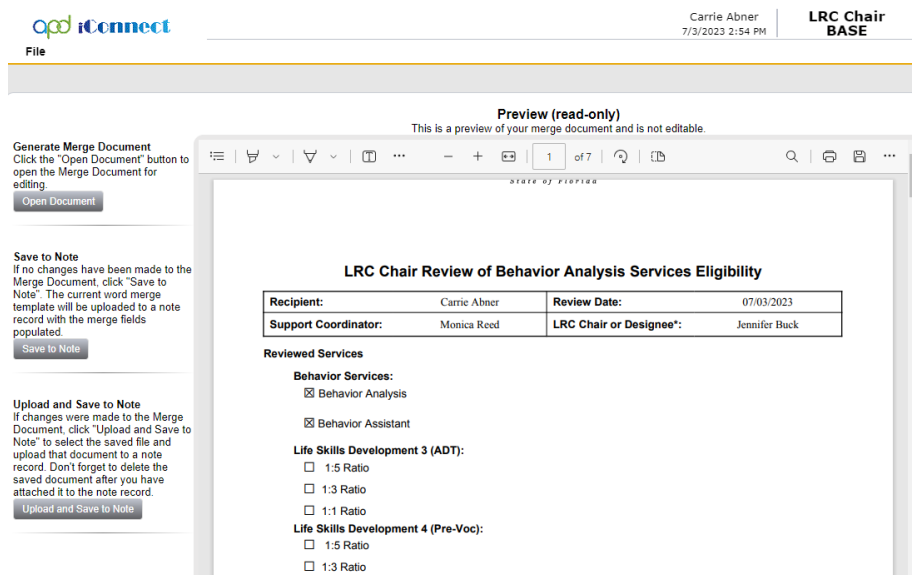 apd iConnect
Carrie Abner
7/3/2023 2:54 PM
LRC Chair
BASE
File
Preview (read-only)
This is a preview of your merge document and is not editable.
Generate Merge Document
Click the "Open Document" button to
open the Merge Document for
editing.
Open Document
Save to Note
If no changes have been made to the
Merge Document, click "Save to
Note". The current word merge
template will be uploaded to a note
record with the merge fields
populated.
Save to Note
Upload and Save to Note
If changes were made to the Merge
Document, click "Upload and Save to
Note" to select the saved file and
upload that document to a note
record. Don't forget to delete the
saved document after you have
attached it to the note record.
Upload and Save to Note
1 of 7
State of Florida
LRC Chair Review of Behavior Analysis Services Eligibility
Recipient: Carrie Abner Review Date: 07/03/2023
Support Coordinator: Monica Reed LRC Chair or Designee*: Jennifer Buck
Reviewed Services
Behavior Services:
☒ Behavior Analysis
☒ Behavior Assistant
Life Skills Development 3 (ADT):
☐ 1:5 Ratio
☐ 1:3 Ratio
☐ 1:1 Ratio
Life Skills Development 4 (Pre-Voc):
☐ 1:5 Ratio
☐ 1:3 Ratio